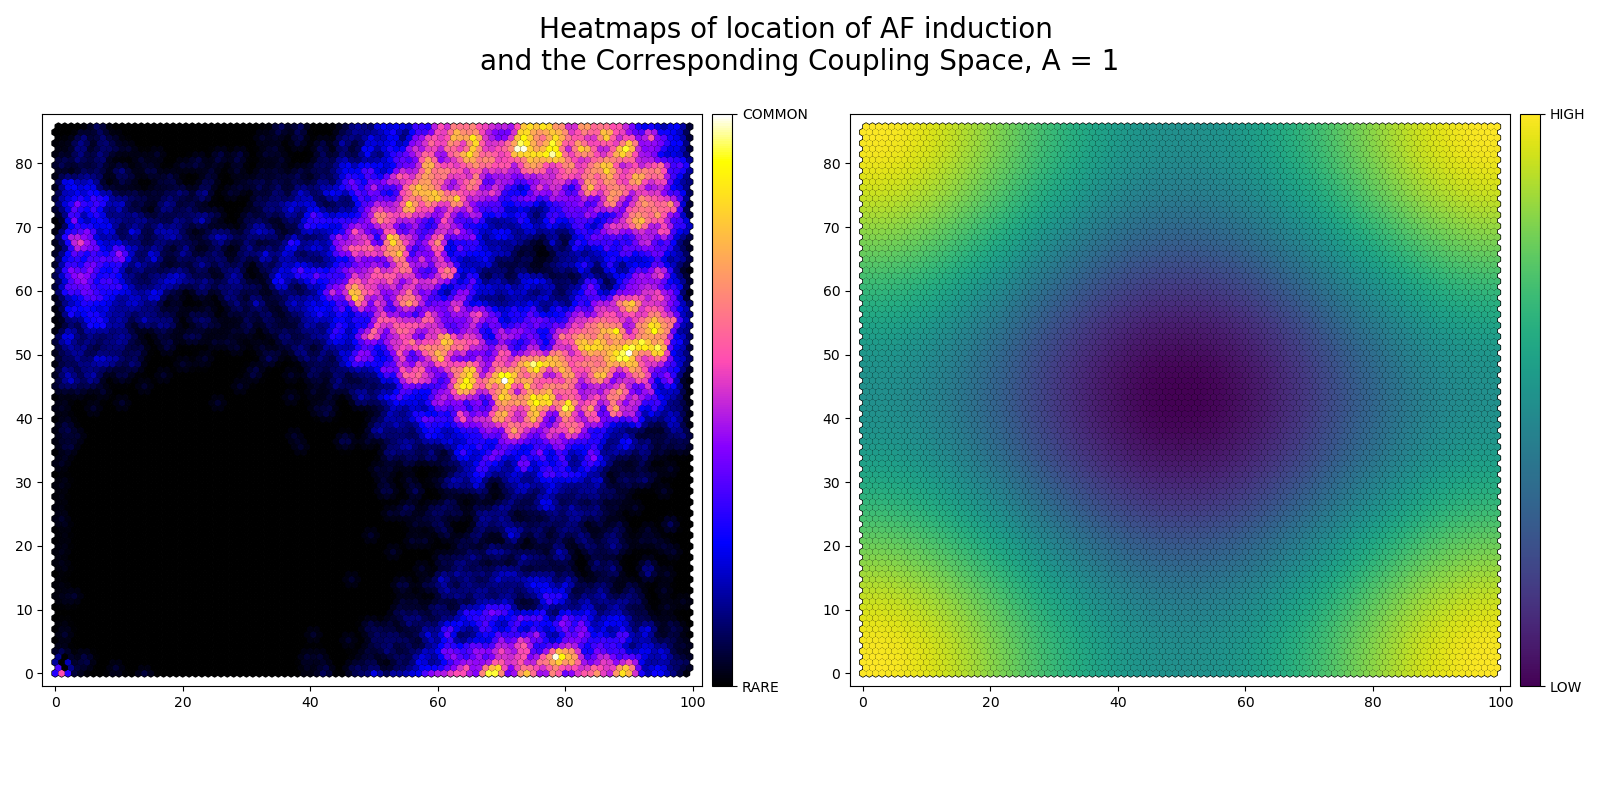 Heatmaps of location of AF induction
and the Corresponding Coupling Space, A = 1
COMMON
RARE
80
70
60
50
40
30
20
10
0
0 20 40 60 80 100
HIGH
LOW
80
70
60
50
40
30
20
10
0
0 20 40 60 80 100